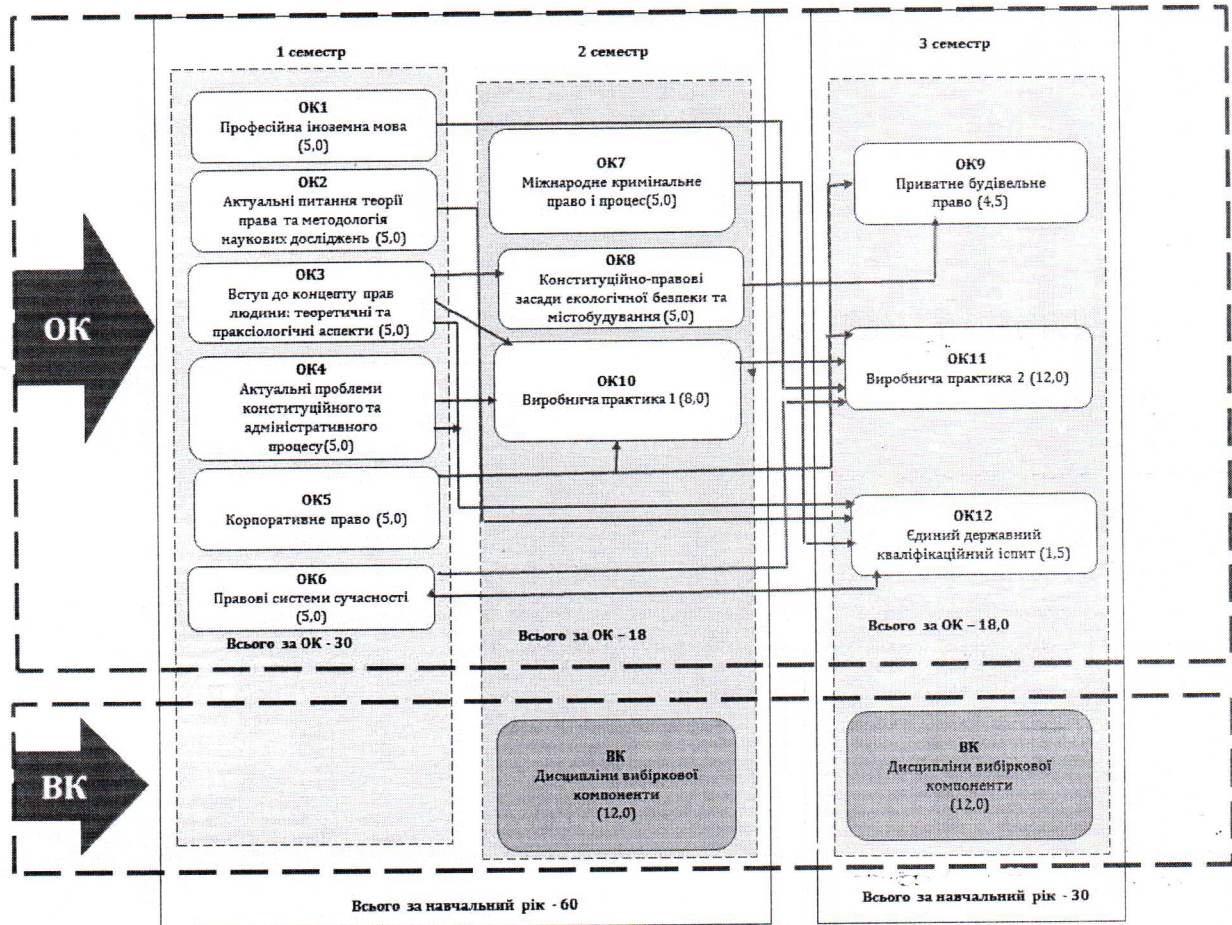 1 семестр
2 семестр
3 семестр
ОК
ОК1
Професійна іноземна мова
(5,0)
ОК2
Актуальні питання теорії
права та методологія
наукових досліджень (5,0)
ОК3
Вступ до концепту прав
людини: теоретичні та
праксіологічні аспекти (5,0)
ОК4
Актуальні проблеми
конституційного та
адміністративного
процесу(5,0)
ОК5
Корпоративне право (5,0)
ОК6
Правові системи сучасності
(5,0)
Всього за ОК - 30
ОК7
Міжнародне кримінальне
право і процес(5,0)
ОК8
Конституційно-правові
засади екологічної безпеки та
містобудування (5,0)
ОК10
Виробнича практика 1 (8,0)
Всього за ОК – 18
ОК9
Приватне будівельне
право (4,5)
ОК11
Виробнича практика 2 (12,0)
ОК12
Єдиний державний
кваліфікаційний іспит (1,5)
Всього за ОК – 18,0
ВК
ВК
Дисципліни вибіркової
компоненти
(12,0)
ВК
Дисципліни вибіркової
компоненти
(12,0)
Всього за навчальний рік - 60
Всього за навчальний рік - 30